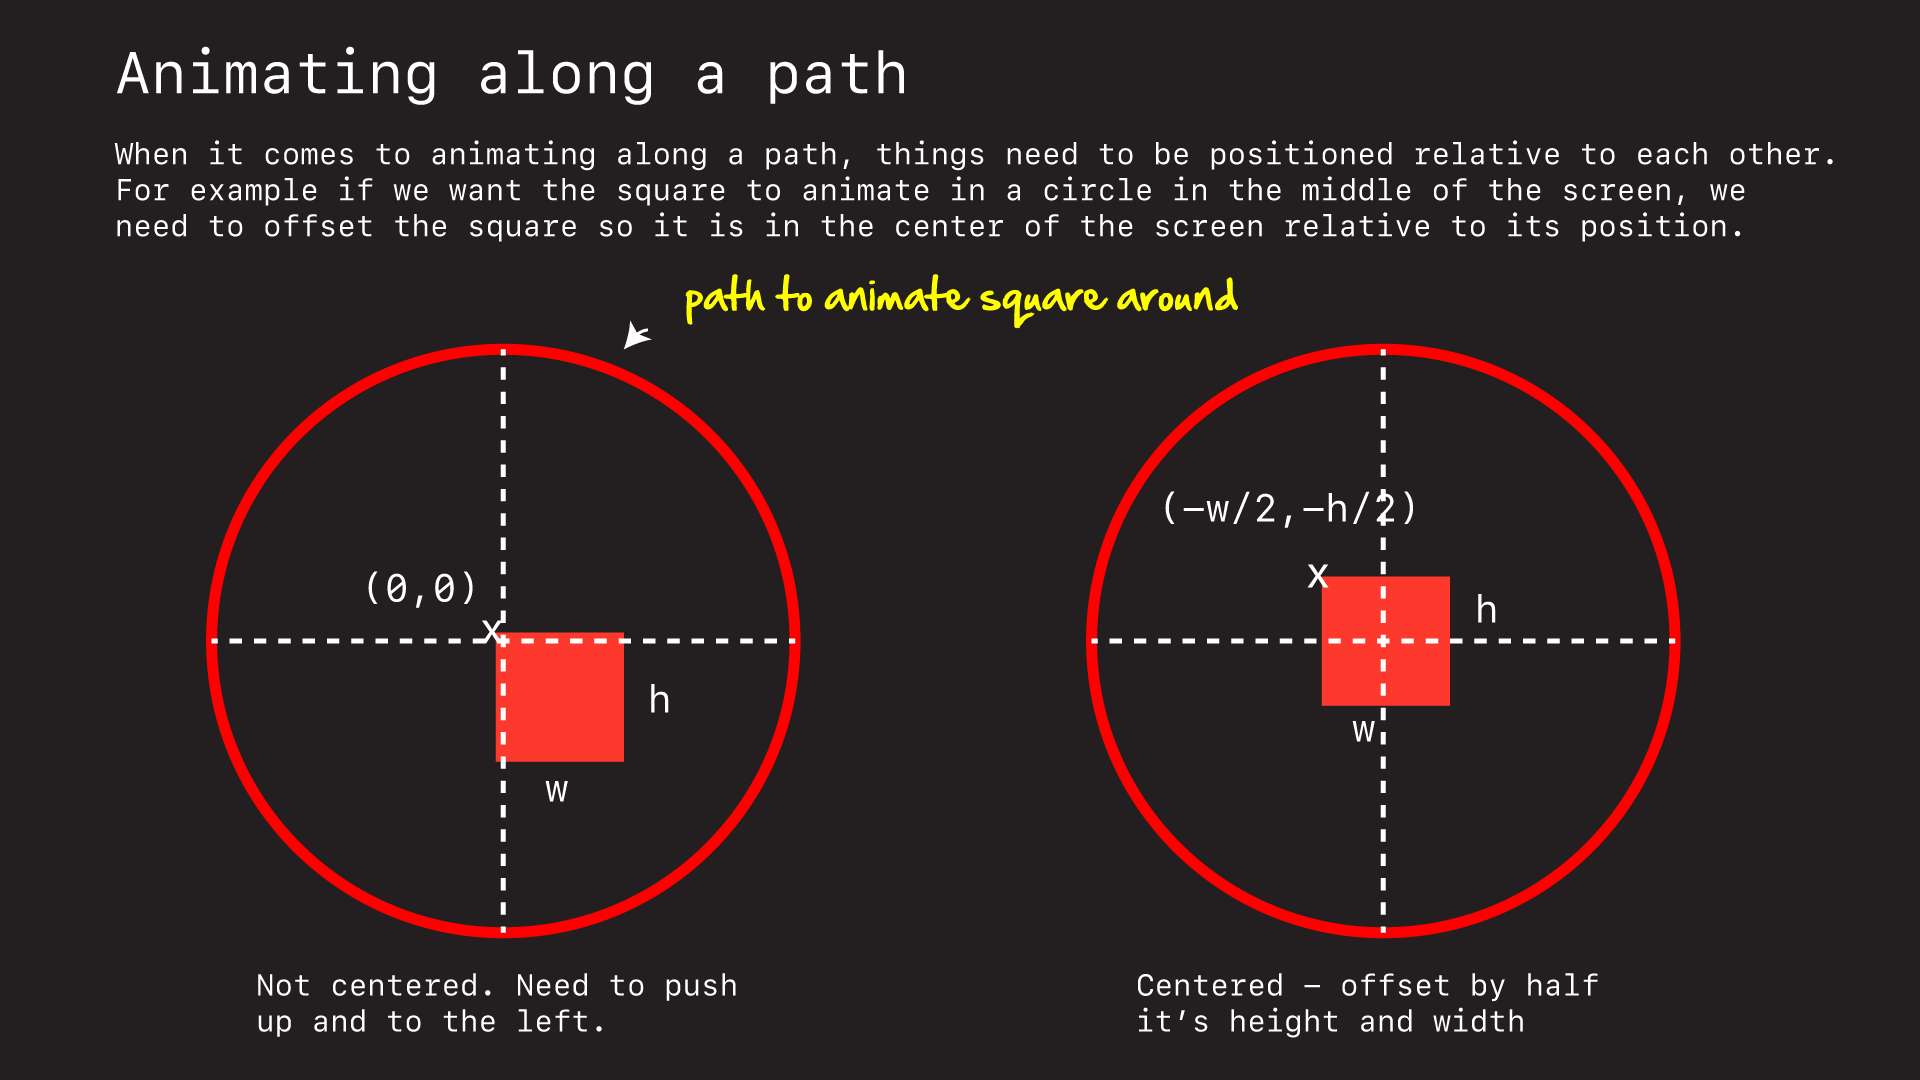 Animating along a path
When it comes to animating along a path, things need to be positioned relative to each other.
For example if we want the square to animate in a circle in the middle of the screen, we
need to offset the square so it is in the center of the screen relative to its position.
path to animate square around
(0,0)
x
h
w
(–w/2,–h/2)
x
h
w
Not centered. Need to push
up and to the left.
Centered – offset by half
it’s height and width